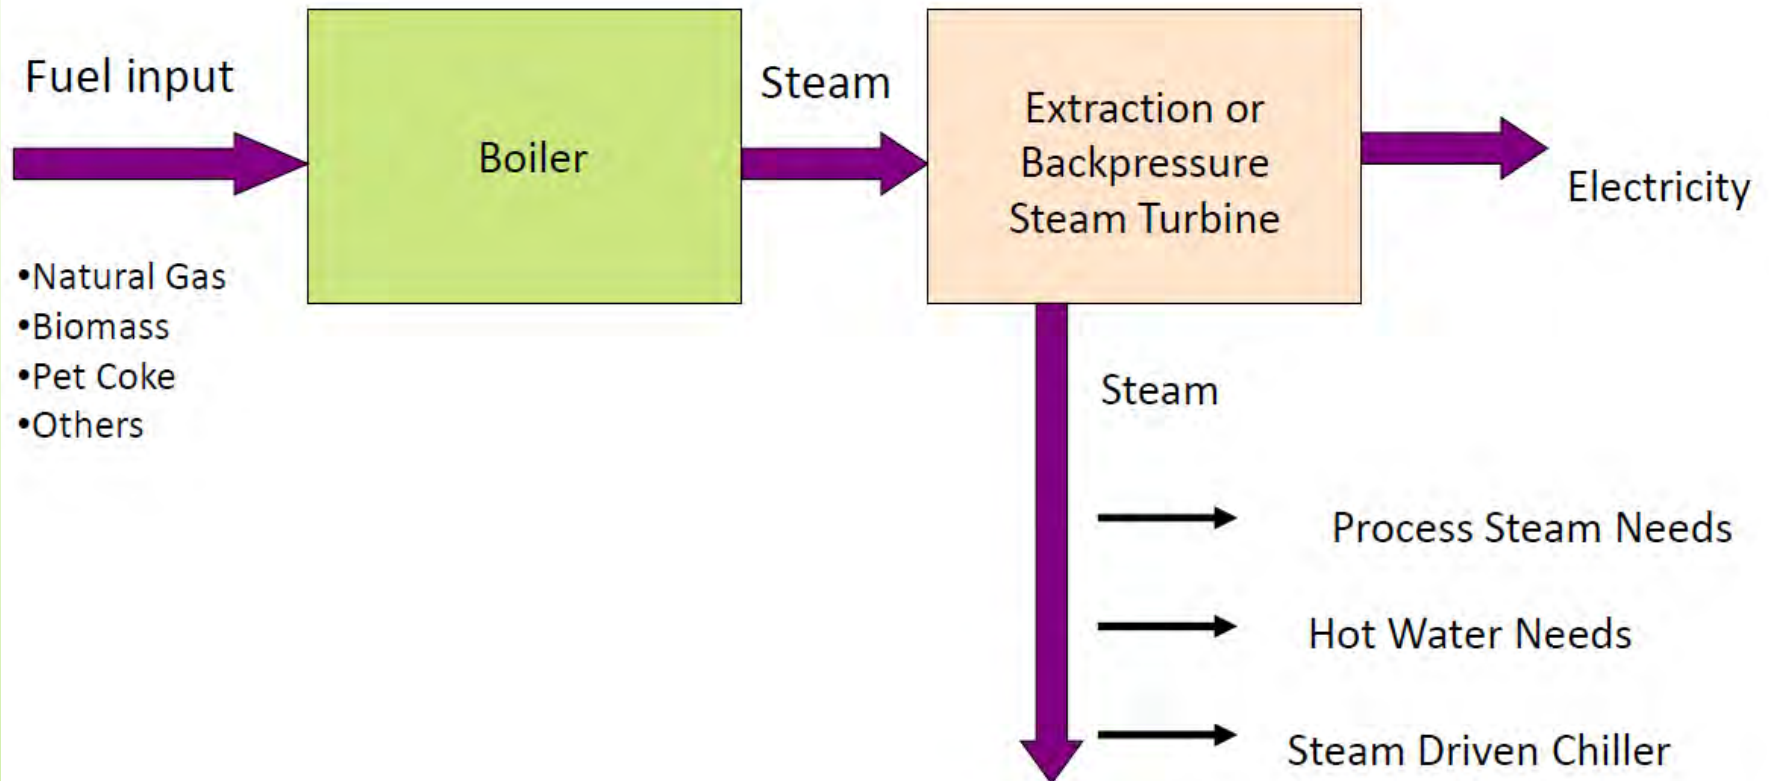 Fuel input
•Natural Gas
•Biomass
•Pet Coke
•Others
Boiler
Steam
Extraction or
Backpressure
Steam Turbine
Electricity
Steam
Process Steam Needs
Hot Water Needs
Steam Driven Chiller